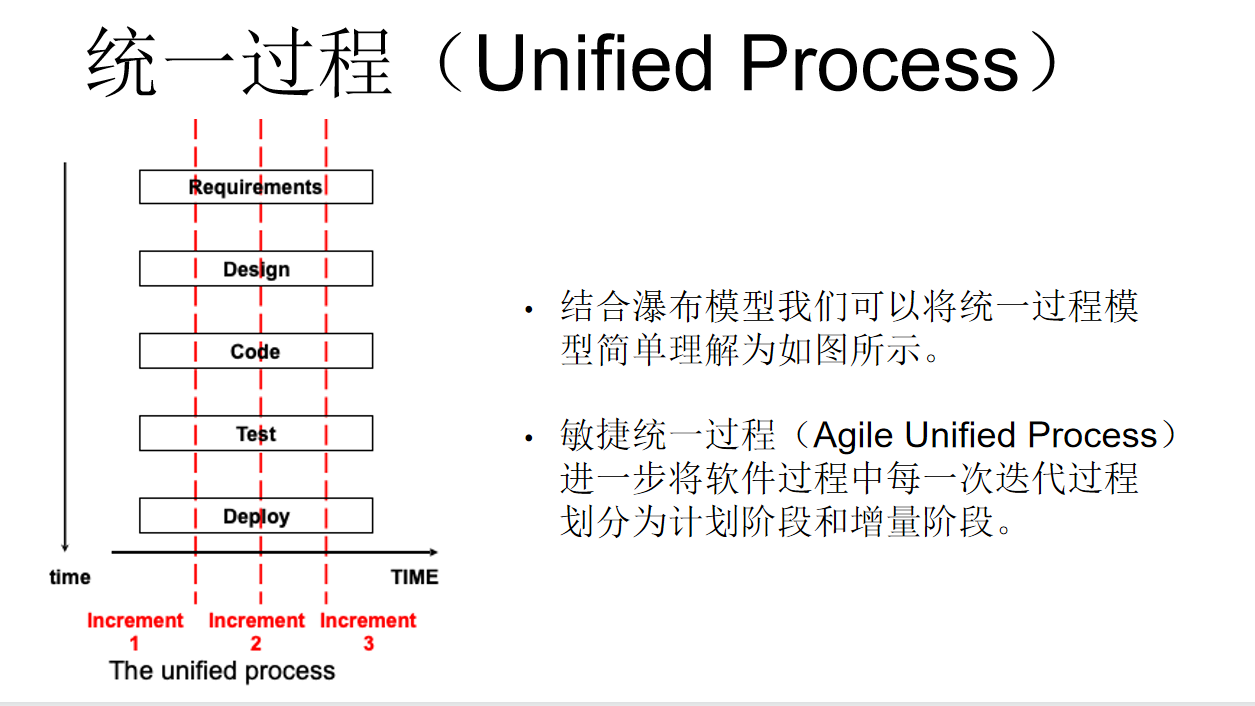 统一过程（Unified Process）
Requirements
Design
Code
Test
Deploy
time
TIME
Increment
1
Increment
2
Increment
3
The unified process
• 结合瀑布模型我们可以将统一过程模
型简单理解为如图所示。
• 敏捷统一过程（Agile Unified Process）
进一步将软件过程中每一次迭代过程
划分为计划阶段和增量阶段。